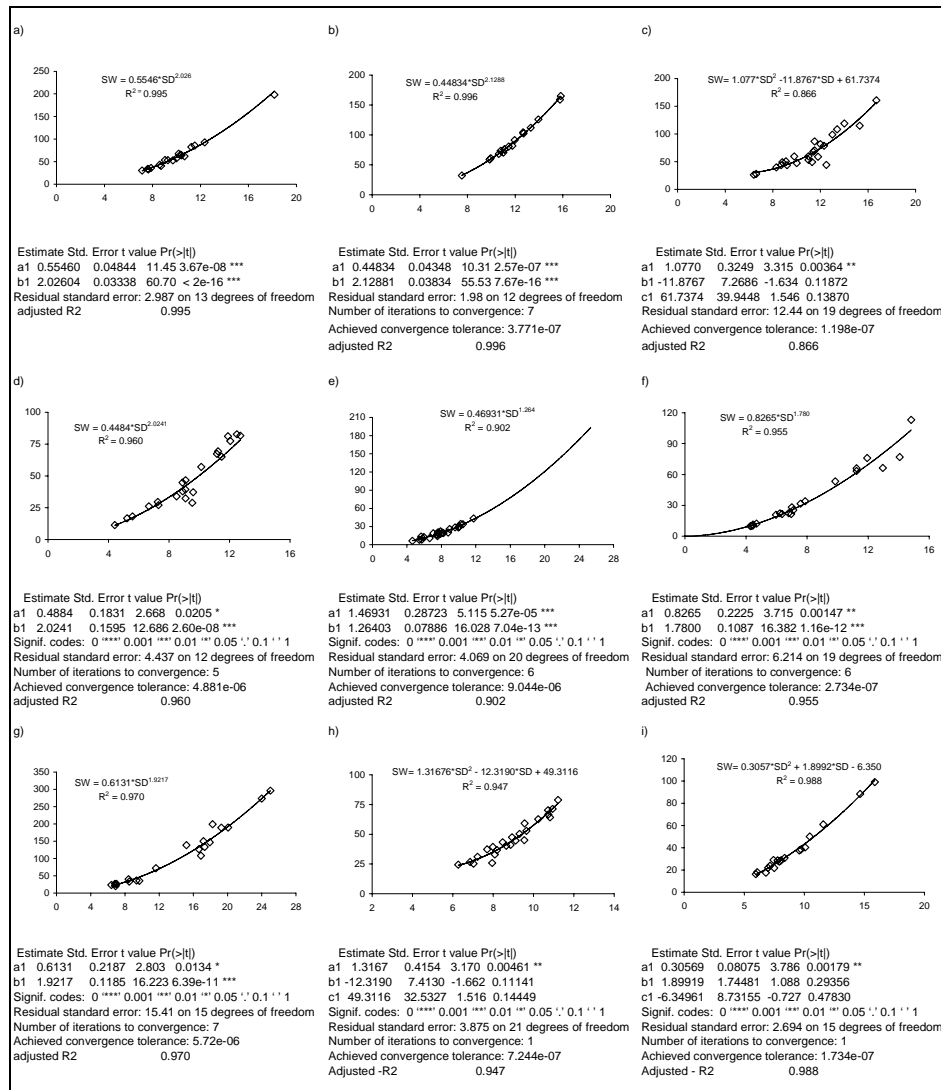 a)
b)
c)
SW = 0.5546*SD^2.026
R² = 0.995
250
200
150
100
50
0
0 4 8 12 16 20
SW = 0.44834*SD^2.1288
R² = 0.996
200
150
100
50
0
0 4 8 12 16 20
SW= 1.077*SD² -11.8767*SD + 61.7374
R² = 0.866
200
150
100
50
0
0 4 8 12 16 20
Estimate Std. Error t value Pr(>|t|)
a1 0.55460 0.04844 11.45 3.67e-08 ***
b1 2.02604 0.03338 60.70 < 2e-16 ***
Residual standard error: 2.987 on 13 degrees of freedom
adjusted R2 0.995
Estimate Std. Error t value Pr(>|t|)
a1 0.44834 0.04348 10.31 2.57e-07 ***
b1 2.12881 0.03834 55.53 7.67e-16 ***
Residual standard error: 1.98 on 12 degrees of freedom
Number of iterations to convergence: 7
Achieved convergence tolerance: 3.771e-07
adjusted R2 0.996
Estimate Std. Error t value Pr(>|t|)
a1 1.0770 0.3249 3.315 0.00364 **
b1 -11.8767 7.2686 -1.634 0.11872
c1 61.7374 39.9448 1.546 0.13870
Residual standard error: 12.44 on 19 degrees of freedom
Achieved convergence tolerance: 1.198e-07
adjusted R2 0.866
d)
e)
f)
SW = 0.4484*SD^2.0241
R² = 0.960
100
75
50
25
0
0 4 8 12 16
SW = 0.46931*SD^1.264
R² = 0.902
210
190
170
150
130
110
90
70
50
30
10
0 4 8 12 16 20 24 28
SW = 0.8265*SD^1.780
R² = 0.955
120
80
40
0
0 4 8 12 16
Estimate Std. Error t value Pr(>|t|)
a1 0.4884 0.1831 2.668 0.0205 *
b1 2.0241 0.1595 12.686 2.60e-08 ***
Signif. codes: 0 ‘***’ 0.001 ‘**’ 0.01 ‘*’ 0.05 ‘.’ 0.1 ‘ ’ 1
Residual standard error: 4.437 on 12 degrees of freedom
Number of iterations to convergence: 5
Achieved convergence tolerance: 4.881e-06
adjusted R2 0.960
Estimate Std. Error t value Pr(>|t|)
a1 1.46931 0.28723 5.115 5.27e-05 ***
b1 1.26403 0.07886 16.028 7.04e-13 ***
Signif. codes: 0 ‘***’ 0.001 ‘**’ 0.01 ‘*’ 0.05 ‘.’ 0.1 ‘ ’ 1
Residual standard error: 4.069 on 20 degrees of freedom
Number of iterations to convergence: 6
Achieved convergence tolerance: 9.044e-06
adjusted R2 0.902
Estimate Std. Error t value Pr(>|t|)
a1 0.8265 0.2225 3.715 0.00147 **
b1 1.7800 0.1087 16.382 1.16e-12 ***
Signif. codes: 0 ‘***’ 0.001 ‘**’ 0.01 ‘*’ 0.05 ‘.’ 0.1 ‘ ’ 1
Residual standard error: 6.214 on 19 degrees of freedom
Number of iterations to convergence: 6
Achieved convergence tolerance: 2.734e-07
adjusted R2 0.955
g)
h)
i)
SW = 0.6131*SD^1.9217
R² = 0.970
350
300
250
200
150
100
50
0
0 4 8 12 16 20 24 28
SW= 1.31676*SD² - 12.3190*SD + 49.3116
R² = 0.947
100
75
50
25
0
2 4 6 8 10 12 14
SW=0.3057*SD² + 1.8992*SD - 6.350
R² = 0.988
120
100
80
60
40
20
0
0 5 10 15 20
Estimate Std. Error t value Pr(>|t|)
a1 0.6131 0.2187 2.803 0.0134 *
b1 1.9217 0.1185 16.223 6.39e-11 ***
Signif. codes: 0 ‘***’ 0.001 ‘**’ 0.01 ‘*’ 0.05 ‘.’ 0.1 ‘ ’ 1
Residual standard error: 15.41 on 15 degrees of freedom
Number of iterations to convergence: 7
Achieved convergence tolerance: 5.72e-06
adjusted R2 0.970
Estimate Std. Error t value Pr(>|t|)
a1 1.3167 0.4154 3.170 0.00461 **
b1 -12.3190 7.4130 -1.662 0.11141
c1 49.3116 32.5327 1.516 0.14449
Signif. codes: 0 ‘***’ 0.001 ‘**’ 0.01 ‘*’ 0.05 ‘.’ 0.1 ‘ ’ 1
Residual standard error: 3.875 on 21 degrees of freedom
Number of iterations to convergence: 1
Achieved convergence tolerance: 7.244e-07
Adjusted -R2 0.947
Estimate Std. Error t value Pr(>|t|)
a1 0.30569 0.08075 3.786 0.00179 **
b1 1.89919 1.74481 1.088 0.29356
c1 -6.34961 8.73155 -0.727 0.47830
Signif. codes: 0 ‘***’ 0.001 ‘**’ 0.01 ‘*’ 0.05 ‘.’ 0.1 ‘ ’ 1
Residual standard error: 2.694 on 15 degrees of freedom
Number of iterations to convergence: 1
Achieved convergence tolerance: 1.734e-07
Adjusted - R2 0.988